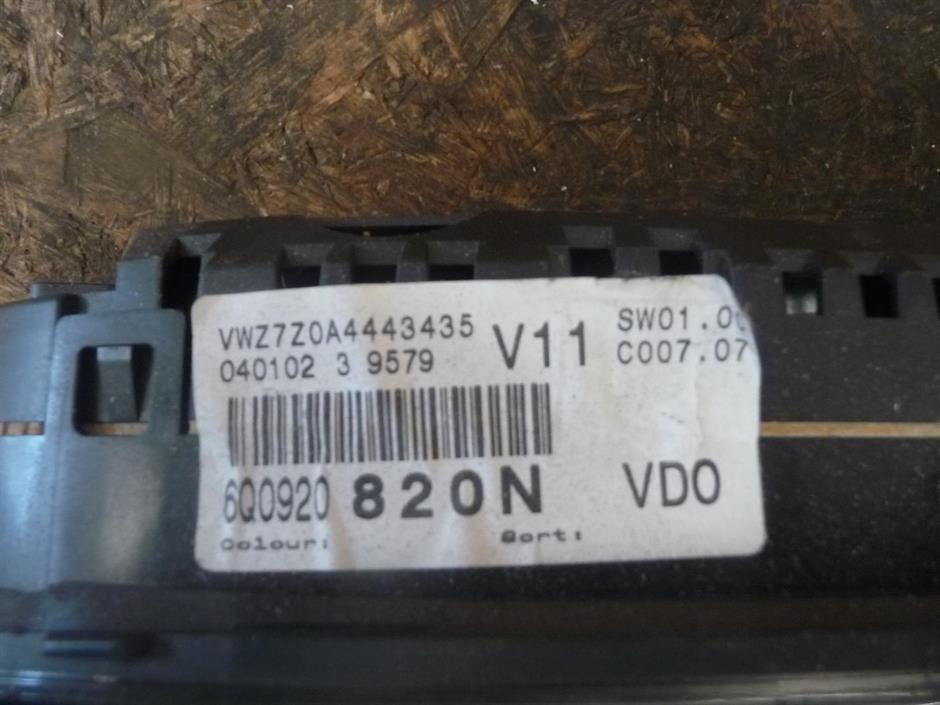 VWZ7Z0A4443435 V11 SW01.00
040102 3 9579 C007.07
6Q0920 820N VDO
Colour: Sort: